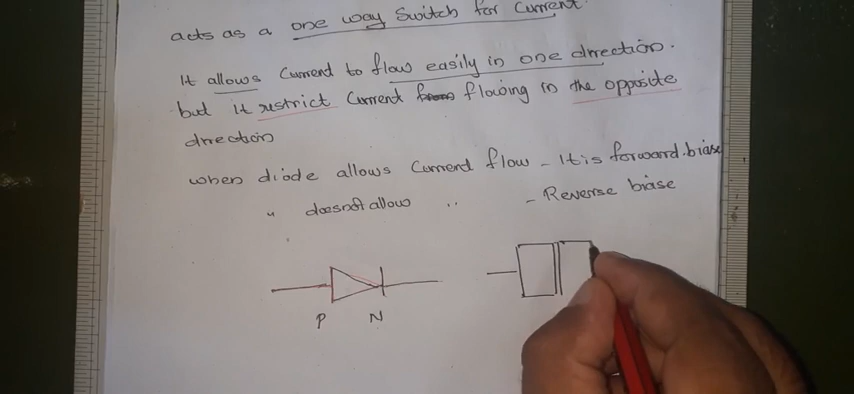 acts as a one way Switch for Current
It allows Current to flow easily in one direction.
but it restrict Current from flowing in the opposite
direction
when diode allows Current flow - It is forward.biase
" doesnot allow " - Reverse biase
P N